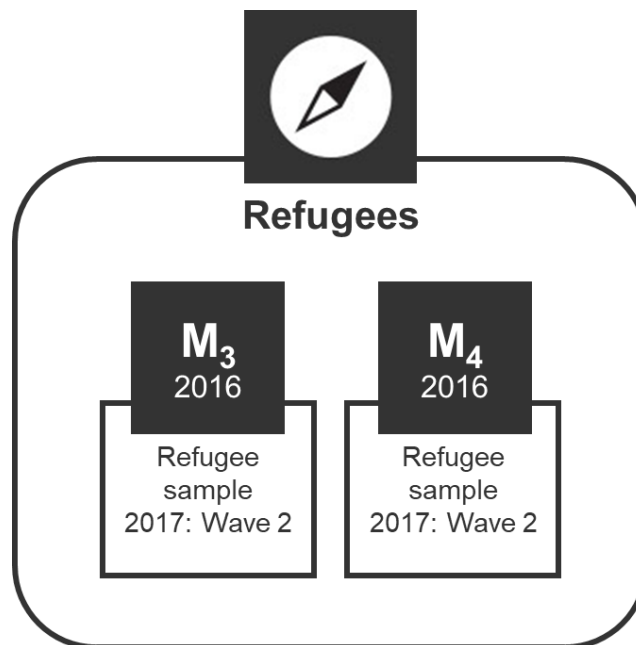 Refugees
M₃
2016
Refugee
sample
2017: Wave 2
M₄
2016
Refugee
sample
2017: Wave 2